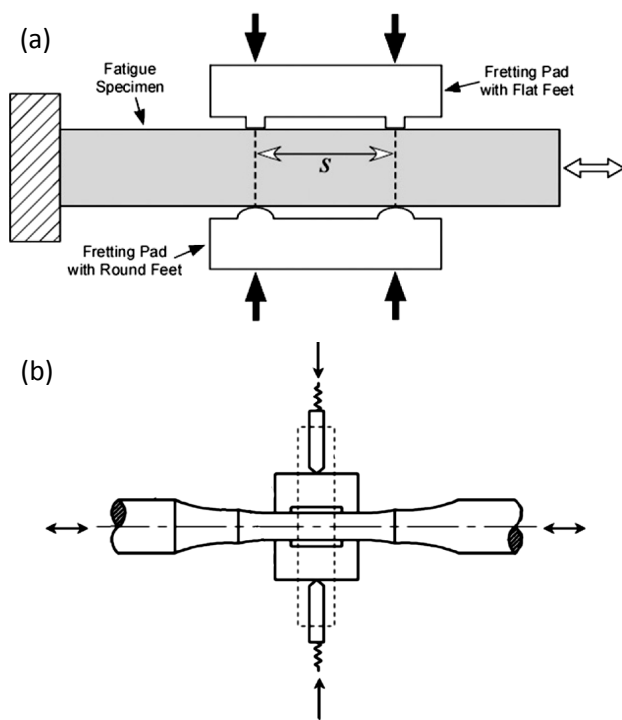 (a)
Fatigue
Specimen
Fretting Pad
with Flat Feet
S
Fretting Pad
with Round Feet
(b)